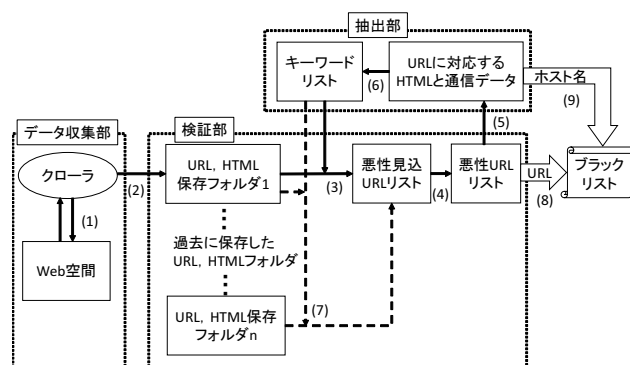 抽出部
キーワード
リスト
(6)
URLに対応する
HTMLと通信データ
ホスト名
(9)
データ収集部
検証部
(5)
クローラ
(1)
(2)
URL, HTML
保存フォルダ1
(3)
悪性見込
URLリスト
(4)
悪性URL
リスト
URL
(8)
ブラック
リスト
Web空間
過去に保存した
URL, HTMLフォルダ
(7)
URL, HTML保存
フォルダn